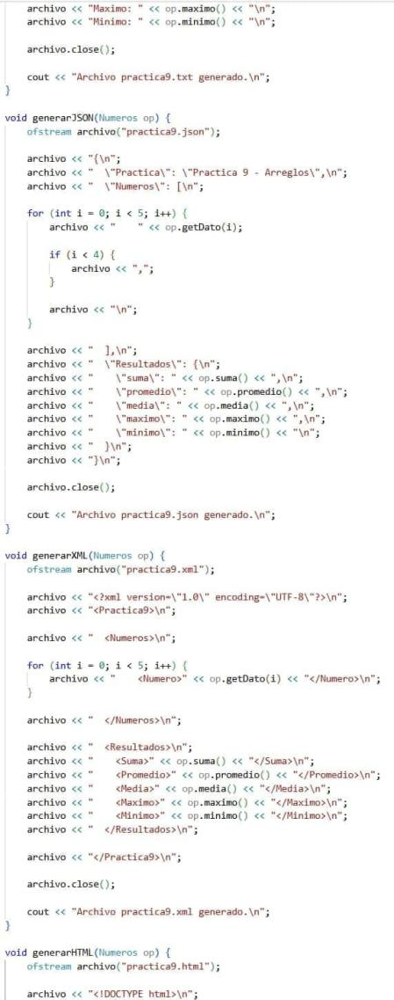 archivo << "Maximo: " << op.maximo() << "\n";
archivo << "Minimo: " << op.minimo() << "\n";
archivo.close();
cout << "Archivo practica9.txt generado.\n";
}
void generarJSON(Numeros op) {
ofstream archivo("practica9.json");
archivo << "{\n";
archivo << "  \"Practica\": \"Practica 9 - Arreglos\",\n";
archivo << "  \"Numeros\": [\n";
for (int i = 0; i < 5; i++) {
archivo << "    " << op.getDato(i);
if (i < 4) {
archivo << ",";
}
archivo << "\n";
}
archivo << "  ],\n";
archivo << "  \"Resultados\": {\n";
archivo << "    \"suma\": " << op.suma() << ",\n";
archivo << "    \"promedio\": " << op.promedio() << ",\n";
archivo << "    \"media\": " << op.media() << ",\n";
archivo << "    \"maximo\": " << op.maximo() << ",\n";
archivo << "    \"minimo\": " << op.minimo() << "\n";
archivo << "  }\n";
archivo << "}\n";
archivo.close();
cout << "Archivo practica9.json generado.\n";
}
void generarXML(Numeros op) {
ofstream archivo("practica9.xml");
archivo << "<?xml version=\"1.0\" encoding=\"UTF-8\"?>\n";
archivo << "<Practica9>\n";
archivo << "  <Numeros>\n";
for (int i = 0; i < 5; i++) {
archivo << "    <Numero>" << op.getDato(i) << "</Numero>\n";
}
archivo << "  </Numeros>\n";
archivo << "  <Resultados>\n";
archivo << "    <Suma>" << op.suma() << "</Suma>\n";
archivo << "    <Promedio>" << op.promedio() << "</Promedio>\n";
archivo << "    <Media>" << op.media() << "</Media>\n";
archivo << "    <Maximo>" << op.maximo() << "</Maximo>\n";
archivo << "    <Minimo>" << op.minimo() << "</Minimo>\n";
archivo << "  </Resultados>\n";
archivo << "</Practica9>\n";
archivo.close();
cout << "Archivo practica9.xml generado.\n";
}
void generarHTML(Numeros op) {
ofstream archivo("practica9.html");
archivo << "<!DOCTYPE html>\n";